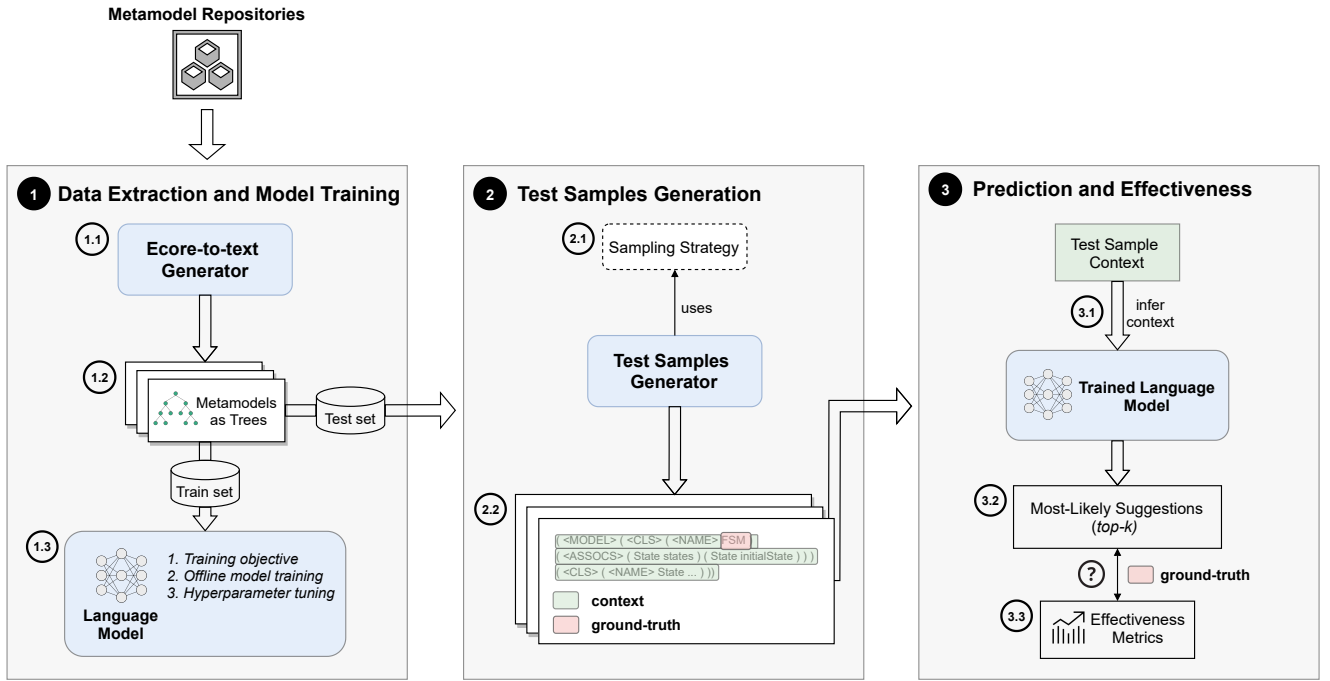 Metamodel Repositories
1 Data Extraction and Model Training
1.1
Ecore-to-text
Generator
1.2
Metamodels
as Trees
Test set
Train set
1.3
Language
Model
1. Training objective
2. Offline model training
3. Hyperparameter tuning
2 Test Samples Generation
2.1
Sampling Strategy
uses
Test Samples
Generator
2.2
( <MODEL> ( <CLS> ( <NAME> FSM )
( <ASSOCS> ( State states ) ( State initialState ) ) )
( <CLS> ( <NAME> State ... ) ))
context
ground-truth
3 Prediction and Effectiveness
Test Sample
Context
3.1
infer
context
Trained Language
Model
3.2
Most-Likely Suggestions
(top-k)
?
ground-truth
3.3
Effectiveness
Metrics